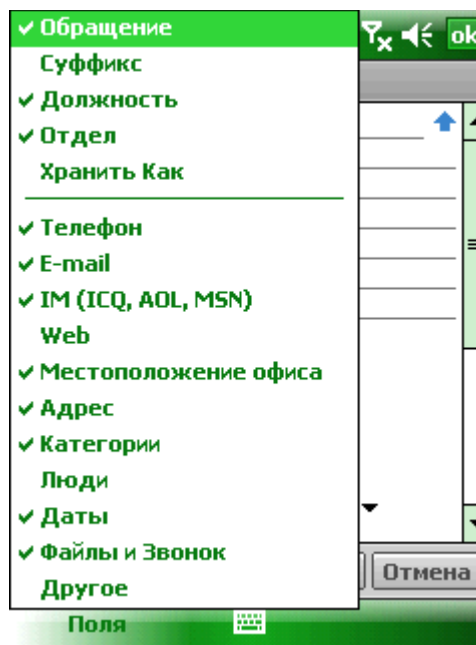 Обращение
Суффикс
Должность
Отдел
Хранить Как
Телефон
E-mail
IM (ICQ, AOL, MSN)
Web
Местоположение офиса
Адрес
Категории
Люди
Даты
Файлы и Звонок
Другое
ok
Отмена
Поля